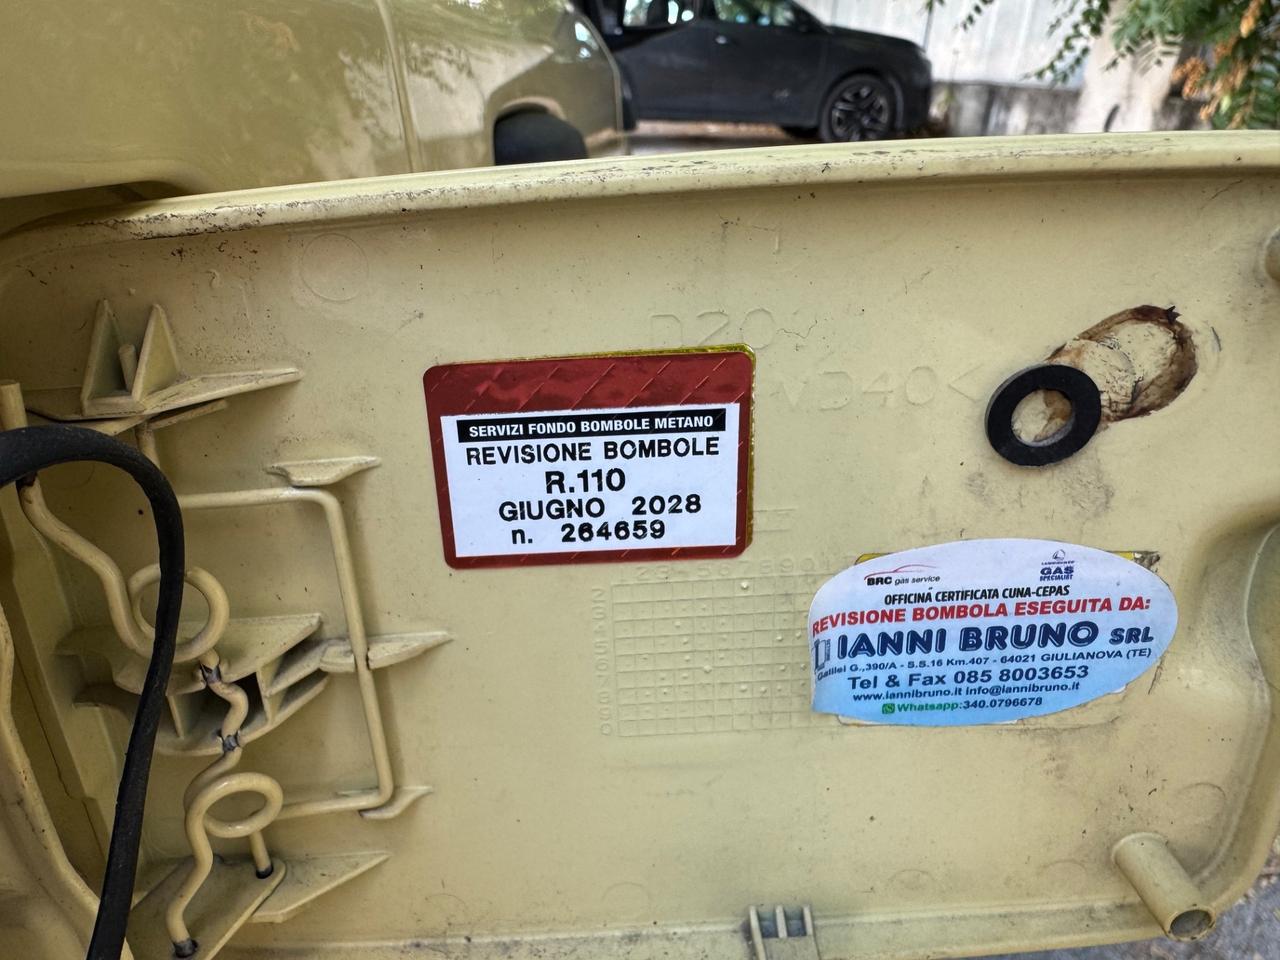 SERVIZI FONDO BOMBOLE METANO
REVISIONE BOMBOLE
R.110
GIUGNO 2028
n. 264659
BRC gas service
GAS
SPECIALIST
OFFICINA CERTIFICATA CUNA-CEPAS
REVISIONE BOMBOLA ESEGUITA DA:
IANNI BRUNO SRL
Galilei G.,390/A - S.S.16 Km.407 - 64021 GIULIANOVA (TE)
Tel & Fax 085 8003653
www.iannibruno.it info@iannibruno.it
Whatsapp:340.0796678